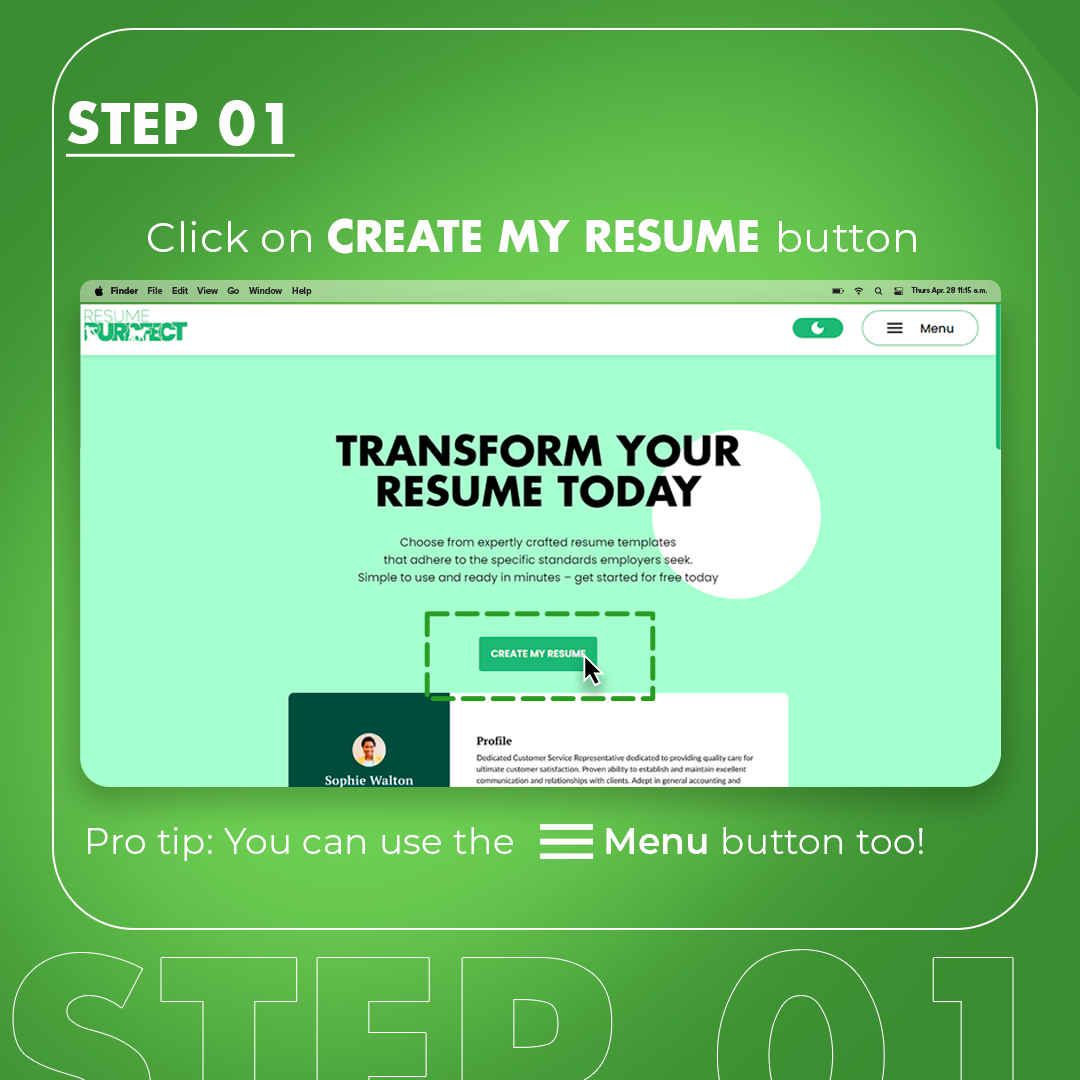 STEP 01
Click on CREATE MY RESUME button
Finder File Edit View Go Window Help
Thurs Apr. 28 11:15 a.m.
RESUME
PURRFECT
Menu
TRANSFORM YOUR
RESUME TODAY
Choose from expertly crafted resume templates
that adhere to the specific standards employers seek.
Simple to use and ready in minutes – get started for free today
CREATE MY RESUME
Sophie Walton
Profile
Dedicated Customer Service Representative dedicated to providing quality care for
ultimate customer satisfaction. Proven ability to establish and maintain excellent
communication and relationships with clients. Adept in general accounting and
Pro tip: You can use the Menu button too!
STEP 01